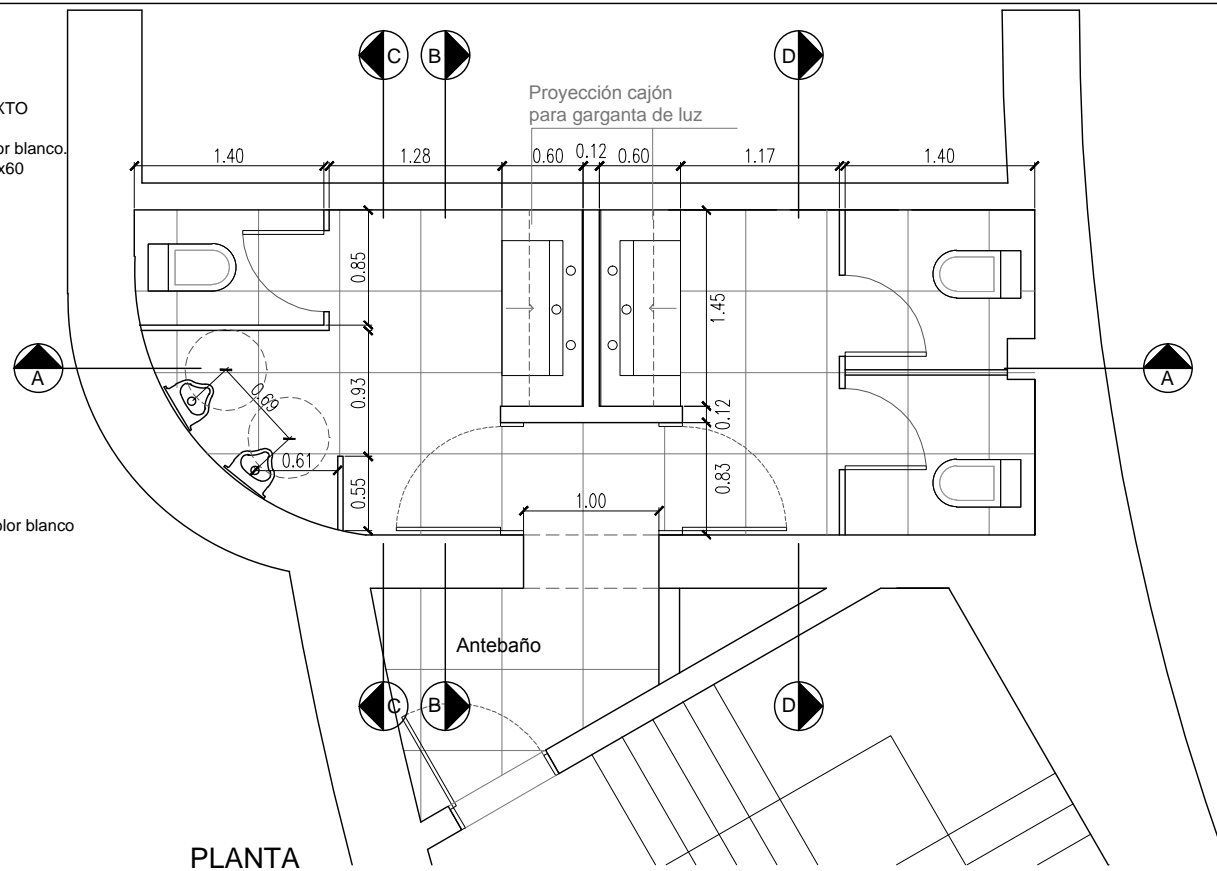 C
B
D
XTO
or blanco.
x60
Proyección cajón
para garganta de luz
1.40
1.28
0.60
0.12
0.60
1.17
1.40
0.85
1.45
A
A
0.93
0.69
0.12
0.61
0.55
0.83
1.00
olor blanco
Antebaño
C
B
D
PLANTA